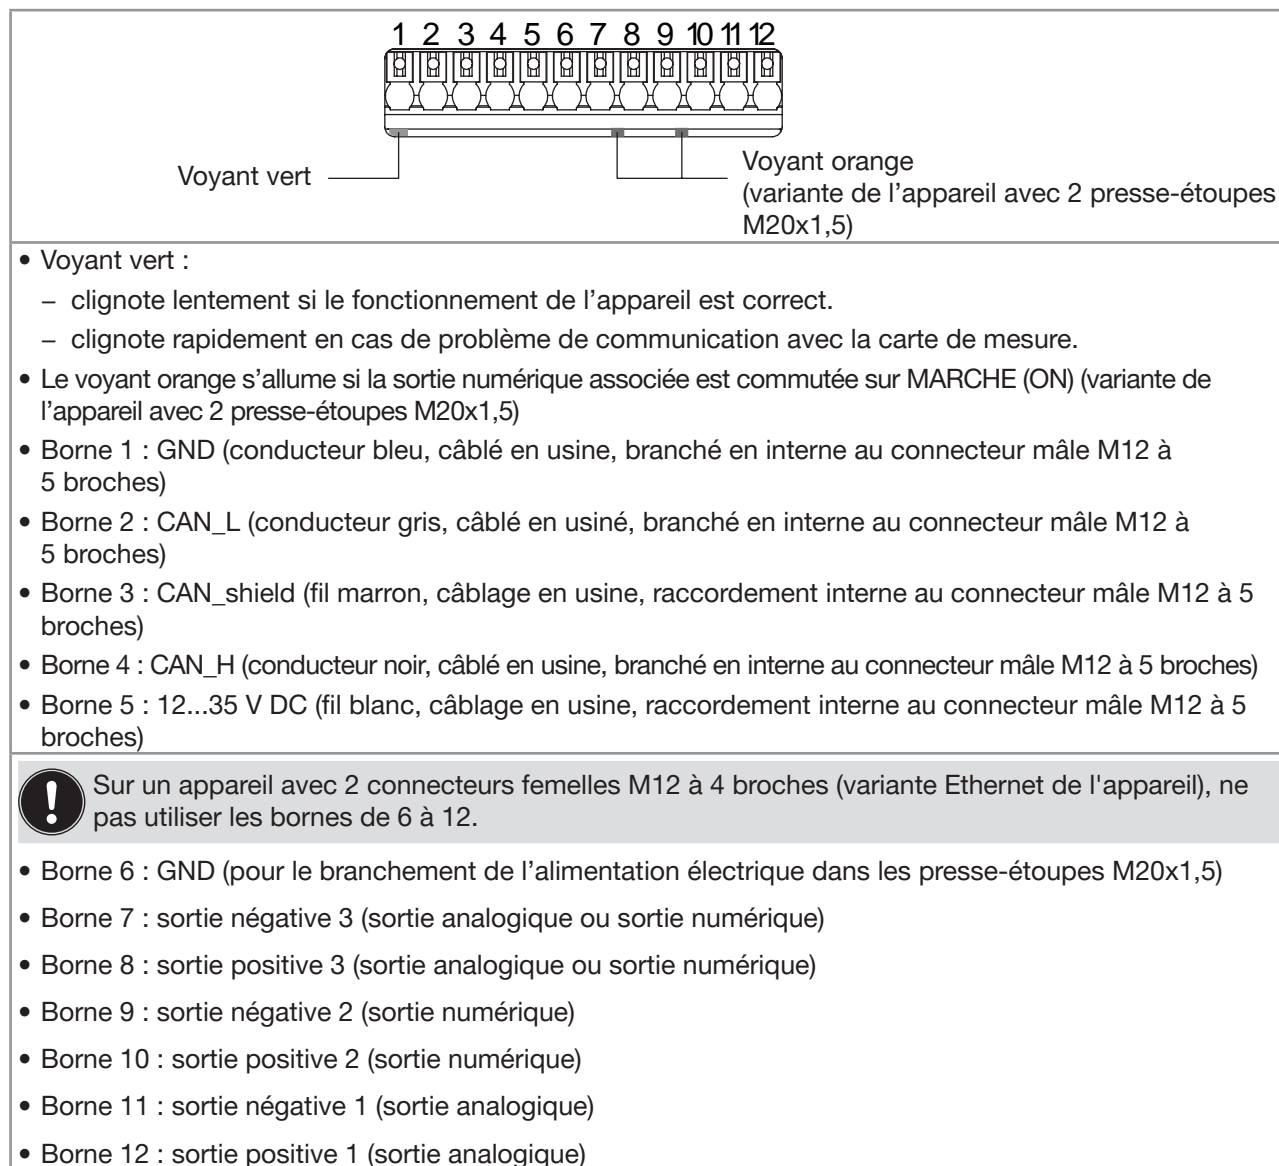 1 2 3 4 5 6 7 8 9 10 11 12
Voyant vert
Voyant orange
(variante de l’appareil avec 2 presse-étoupes
M20x1,5)
• Voyant vert :
– clignote lentement si le fonctionnement de l’appareil est correct.
– clignote rapidement en cas de problème de communication avec la carte de mesure.
• Le voyant orange s’allume si la sortie numérique associée est commutée sur MARCHE (ON) (variante de
l’appareil avec 2 presse-étoupes M20x1,5)
• Borne 1 : GND (conducteur bleu, câblé en usine, branché en interne au connecteur mâle M12 à
5 broches)
• Borne 2 : CAN_L (conducteur gris, câblé en usiné, branché en interne au connecteur mâle M12 à
5 broches)
• Borne 3 : CAN_shield (fil marron, câblage en usine, raccordement interne au connecteur mâle M12 à 5
broches)
• Borne 4 : CAN_H (conducteur noir, câblé en usine, branché en interne au connecteur mâle M12 à 5 broches)
• Borne 5 : 12...35 V DC (fil blanc, câblage en usine, raccordement interne au connecteur mâle M12 à 5
broches)
Sur un appareil avec 2 connecteurs femelles M12 à 4 broches (variante Ethernet de l'appareil), ne
pas utiliser les bornes de 6 à 12.
• Borne 6 : GND (pour le branchement de l’alimentation électrique dans les presse-étoupes M20x1,5)
• Borne 7 : sortie négative 3 (sortie analogique ou sortie numérique)
• Borne 8 : sortie positive 3 (sortie analogique ou sortie numérique)
• Borne 9 : sortie négative 2 (sortie numérique)
• Borne 10 : sortie positive 2 (sortie numérique)
• Borne 11 : sortie négative 1 (sortie analogique)
• Borne 12 : sortie positive 1 (sortie analogique)